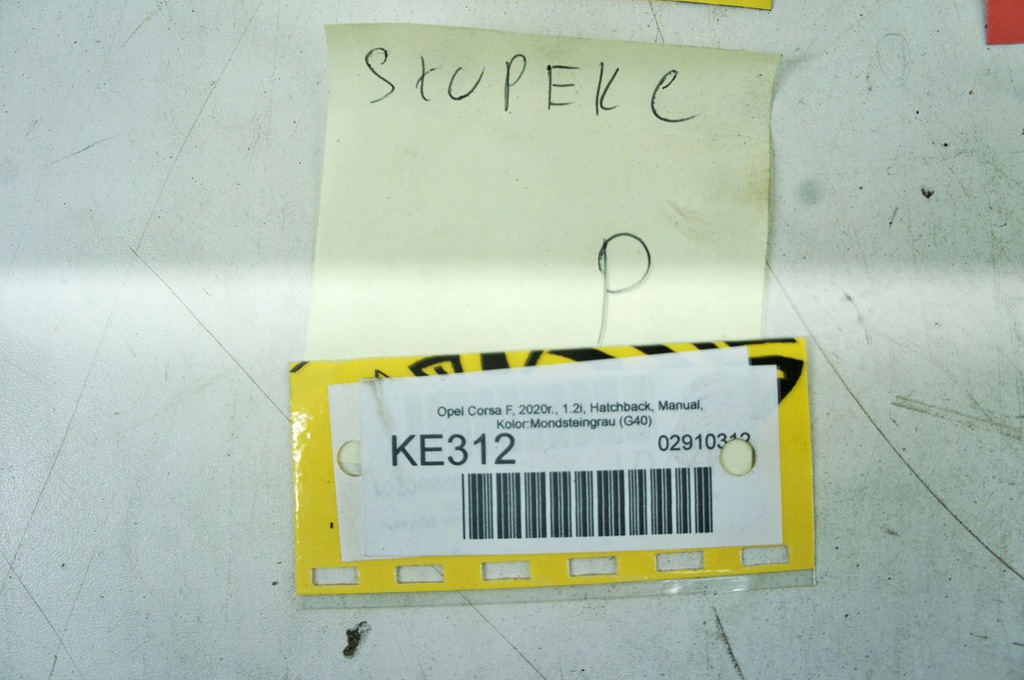 SŁUPEK C
P
Opel Corsa F, 2020r., 1.2i, Hatchback, Manual,
Kolor:Mondsteingrau (G40)
KE312 02910312